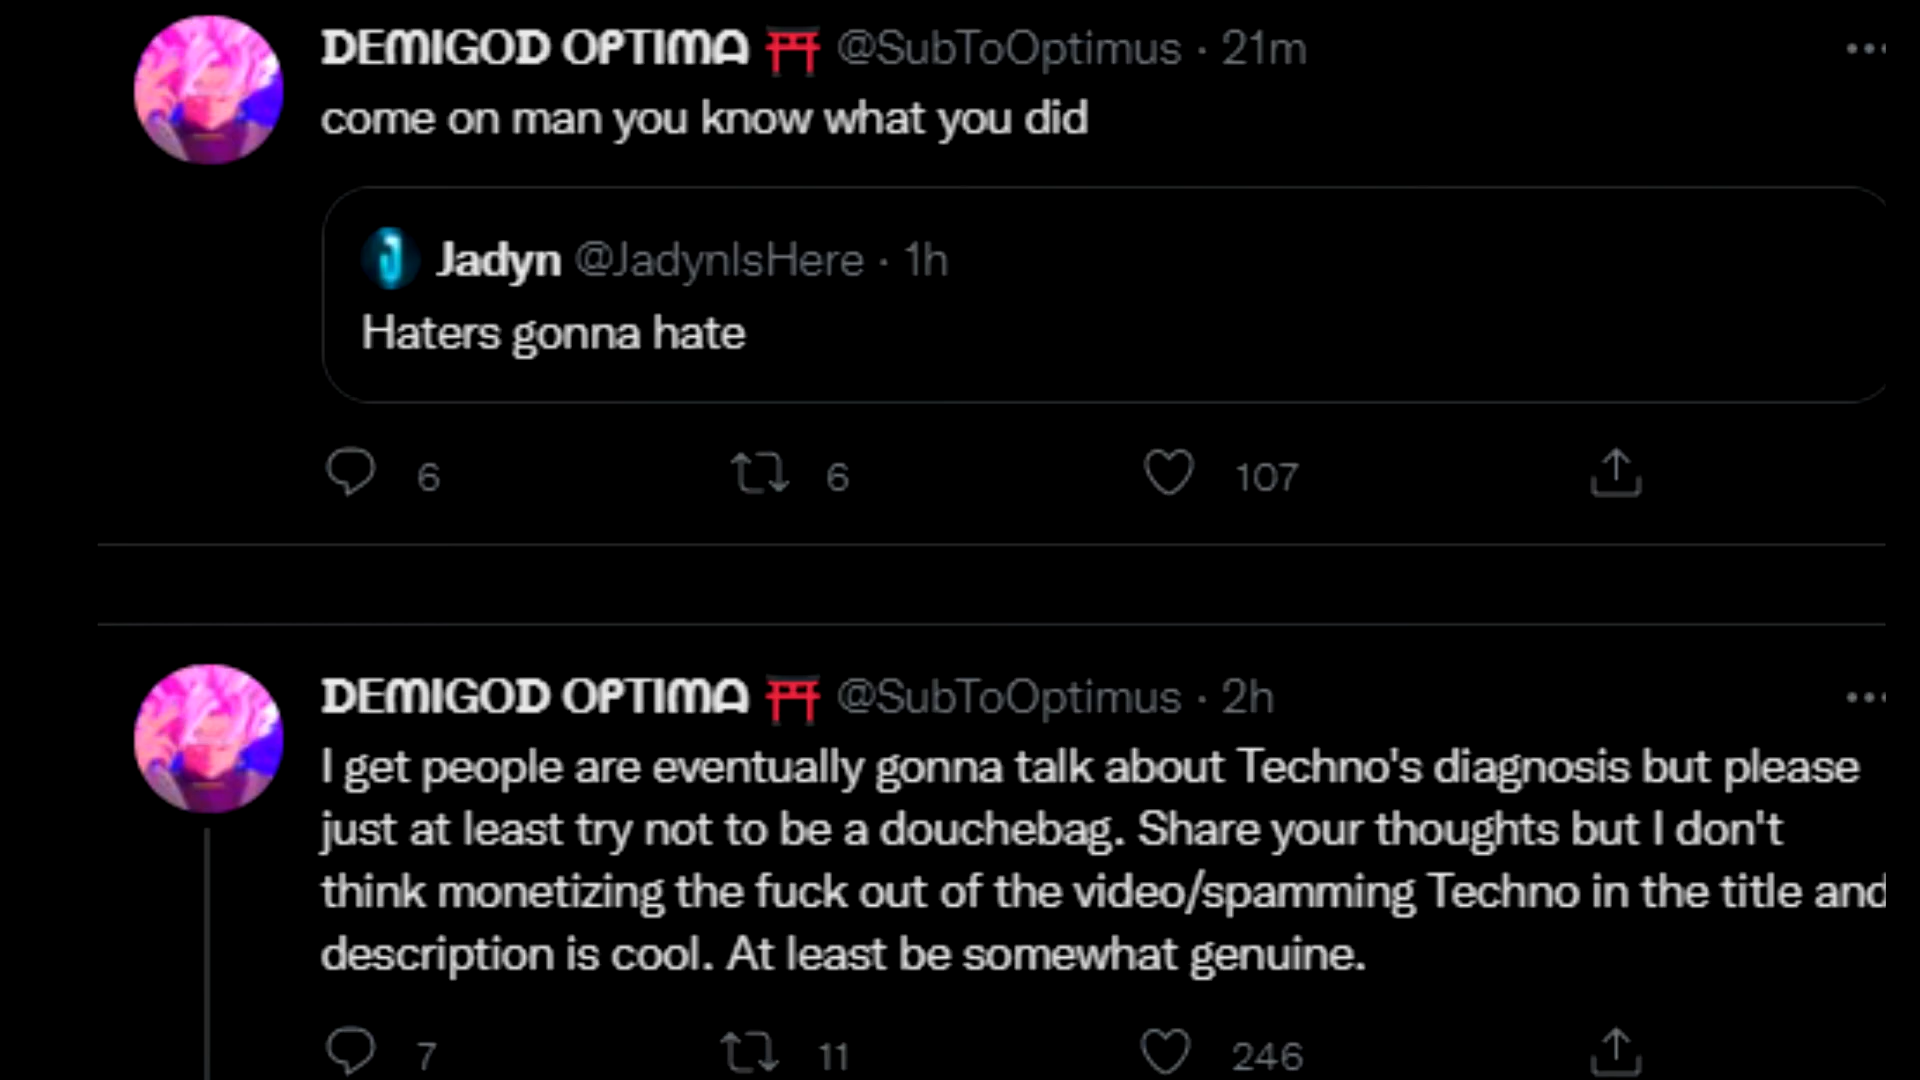 DEMIGOD OPTIMA ⛩ @SubToOptimus · 21m
come on man you know what you did
Jadyn @JadynIsHere · 1h
Haters gonna hate
6 6 107
DEMIGOD OPTIMA ⛩ @SubToOptimus · 2h
I get people are eventually gonna talk about Techno's diagnosis but please
just at least try not to be a douchebag. Share your thoughts but I don't
think monetizing the fuck out of the video/spamming Techno in the title and
description is cool. At least be somewhat genuine.
7 11 246